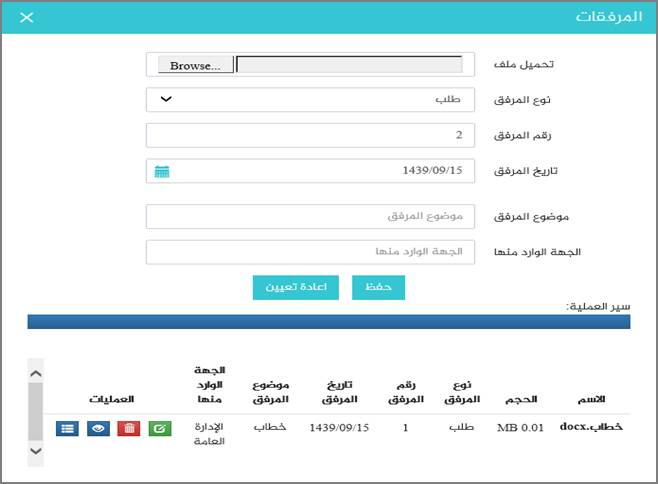 المرفقات
تحميل ملف
Browse...
نوع المرفق
طلب
رقم المرفق
2
تاريخ المرفق
1439/09/15
موضوع المرفق
موضوع المرفق
الجهة الوارد منها
الجهة الوارد منها
حفظ
اعادة تعيين
سير العملية:
الاسم
الحجم
نوع
المرفق
رقم
المرفق
تاريخ
المرفق
موضوع
المرفق
الجهة
الوارد
منها
العمليات
خطاب.docx
MB 0.01
طلب
1
1439/09/15
خطاب
الإدارة
العامة